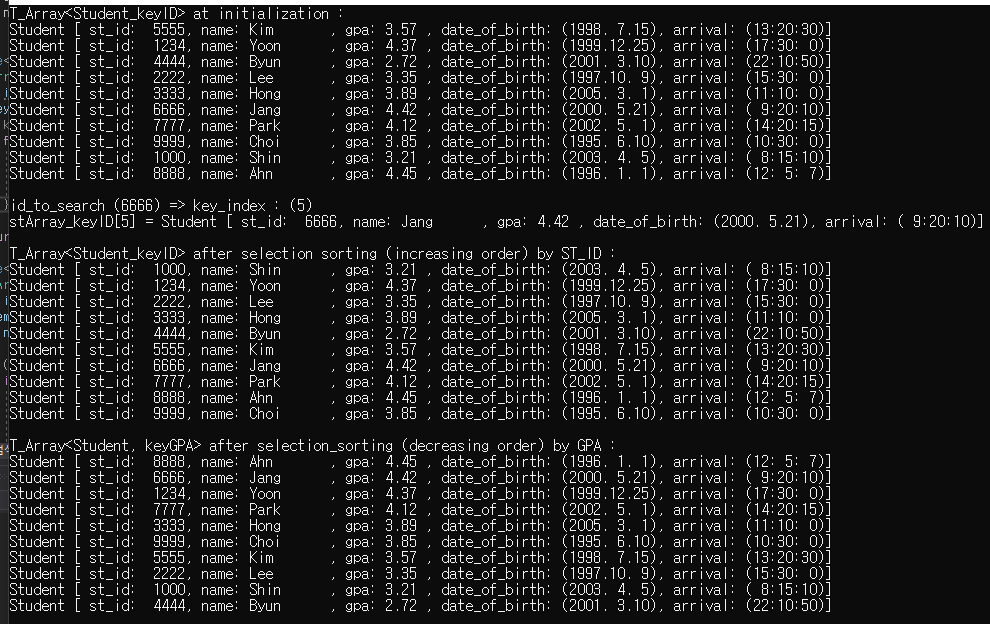 T_Array<Student_keyID> at initialization :
Student [ st_id:  5555, name: Kim       , gpa: 3.57 , date_of_birth: (1998. 7.15), arrival: (13:20:30)]
Student [ st_id:  1234, name: Yoon      , gpa: 4.37 , date_of_birth: (1999.12.25), arrival: (17:30: 0)]
Student [ st_id:  4444, name: Byun      , gpa: 2.72 , date_of_birth: (2001. 3.10), arrival: (22:10:50)]
Student [ st_id:  2222, name: Lee       , gpa: 3.35 , date_of_birth: (1997.10. 9), arrival: (15:30: 0)]
Student [ st_id:  3333, name: Hong      , gpa: 3.89 , date_of_birth: (2005. 3. 1), arrival: (11:10: 0)]
Student [ st_id:  6666, name: Jang      , gpa: 4.42 , date_of_birth: (2000. 5.21), arrival: ( 9:20:10)]
Student [ st_id:  7777, name: Park      , gpa: 4.12 , date_of_birth: (2002. 5. 1), arrival: (14:20:15)]
Student [ st_id:  9999, name: Choi      , gpa: 3.85 , date_of_birth: (1995. 6.10), arrival: (10:30: 0)]
Student [ st_id:  1000, name: Shin      , gpa: 3.21 , date_of_birth: (2003. 4. 5), arrival: ( 8:15:10)]
Student [ st_id:  8888, name: Ahn       , gpa: 4.45 , date_of_birth: (1996. 1. 1), arrival: (12: 5: 7)]
id_to_search (6666) => key_index : (5)
stArray_keyID[5] = Student [ st_id:  6666, name: Jang      , gpa: 4.42 , date_of_birth: (2000. 5.21), arrival: ( 9:20:10)]
T_Array<Student_keyID> after selection sorting (increasing order) by ST_ID :
Student [ st_id:  1000, name: Shin      , gpa: 3.21 , date_of_birth: (2003. 4. 5), arrival: ( 8:15:10)]
Student [ st_id:  1234, name: Yoon      , gpa: 4.37 , date_of_birth: (1999.12.25), arrival: (17:30: 0)]
Student [ st_id:  2222, name: Lee       , gpa: 3.35 , date_of_birth: (1997.10. 9), arrival: (15:30: 0)]
Student [ st_id:  3333, name: Hong      , gpa: 3.89 , date_of_birth: (2005. 3. 1), arrival: (11:10: 0)]
Student [ st_id:  4444, name: Byun      , gpa: 2.72 , date_of_birth: (2001. 3.10), arrival: (22:10:50)]
Student [ st_id:  5555, name: Kim       , gpa: 3.57 , date_of_birth: (1998. 7.15), arrival: (13:20:30)]
Student [ st_id:  6666, name: Jang      , gpa: 4.42 , date_of_birth: (2000. 5.21), arrival: ( 9:20:10)]
Student [ st_id:  7777, name: Park      , gpa: 4.12 , date_of_birth: (2002. 5. 1), arrival: (14:20:15)]
Student [ st_id:  8888, name: Ahn       , gpa: 4.45 , date_of_birth: (1996. 1. 1), arrival: (12: 5: 7)]
Student [ st_id:  9999, name: Choi      , gpa: 3.85 , date_of_birth: (1995. 6.10), arrival: (10:30: 0)]
T_Array<Student, keyGPA> after selection_sorting (decreasing order) by GPA :
Student [ st_id:  8888, name: Ahn       , gpa: 4.45 , date_of_birth: (1996. 1. 1), arrival: (12: 5: 7)]
Student [ st_id:  6666, name: Jang      , gpa: 4.42 , date_of_birth: (2000. 5.21), arrival: ( 9:20:10)]
Student [ st_id:  1234, name: Yoon      , gpa: 4.37 , date_of_birth: (1999.12.25), arrival: (17:30: 0)]
Student [ st_id:  7777, name: Park      , gpa: 4.12 , date_of_birth: (2002. 5. 1), arrival: (14:20:15)]
Student [ st_id:  3333, name: Hong      , gpa: 3.89 , date_of_birth: (2005. 3. 1), arrival: (11:10: 0)]
Student [ st_id:  9999, name: Choi      , gpa: 3.85 , date_of_birth: (1995. 6.10), arrival: (10:30: 0)]
Student [ st_id:  5555, name: Kim       , gpa: 3.57 , date_of_birth: (1998. 7.15), arrival: (13:20:30)]
Student [ st_id:  2222, name: Lee       , gpa: 3.35 , date_of_birth: (1997.10. 9), arrival: (15:30: 0)]
Student [ st_id:  1000, name: Shin      , gpa: 3.21 , date_of_birth: (2003. 4. 5), arrival: ( 8:15:10)]
Student [ st_id:  4444, name: Byun      , gpa: 2.72 , date_of_birth: (2001. 3.10), arrival: (22:10:50)]